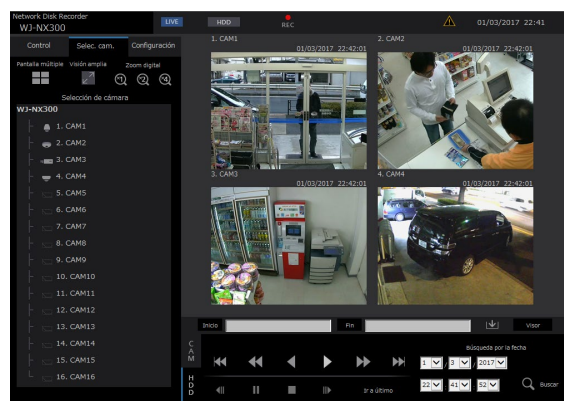 Network Disk Recorder
WJ-NX300
LIVE
HDD
REC
01/03/2017 22:41
Control
Selec. cam.
Configuración
Pantalla múltiple
Visión amplia
Zoom digital
x1
x2
x4
Selección de cámara
WJ-NX300
1. CAM1
2. CAM2
3. CAM3
4. CAM4
5. CAM5
6. CAM6
7. CAM7
8. CAM8
9. CAM9
10. CAM10
11. CAM11
12. CAM12
13. CAM13
14. CAM14
15. CAM15
16. CAM16
1. CAM1
01/03/2017 22:42:01
2. CAM2
01/03/2017 22:42:01
3. CAM3
01/03/2017 22:42:01
4. CAM4
01/03/2017 22:42:01
Inicio
Fin
Visor
CAM
HDD
Ir a último
Búsqueda por la fecha
1 / 3 / 2017
22 : 41 : 52
Buscar